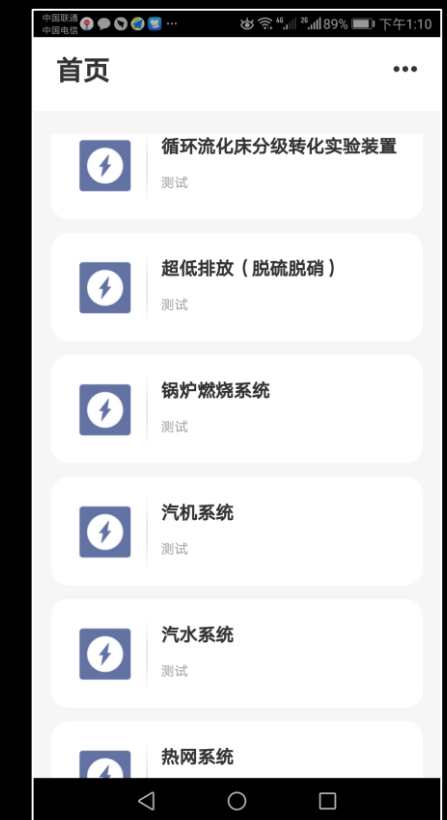 中国联通
中国电信
4G 2G 89% 下午1:10
首页
循环流化床分级转化实验装置
测试
超低排放（脱硫脱硝）
测试
锅炉燃烧系统
测试
汽机系统
测试
汽水系统
测试
热网系统